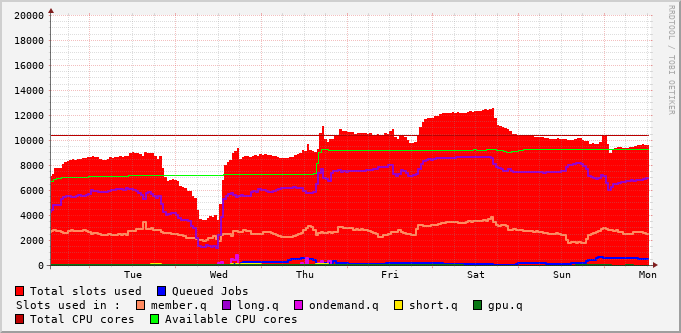 RRDTOOL / TOBI OETIKER
20000
18000
16000
14000
12000
10000
8000
6000
4000
2000
0
Tue Wed Thu Fri Sat Sun Mon
Total slots used Queued Jobs
Slots used in : member.q long.q ondemand.q short.q gpu.q
Total CPU cores Available CPU cores